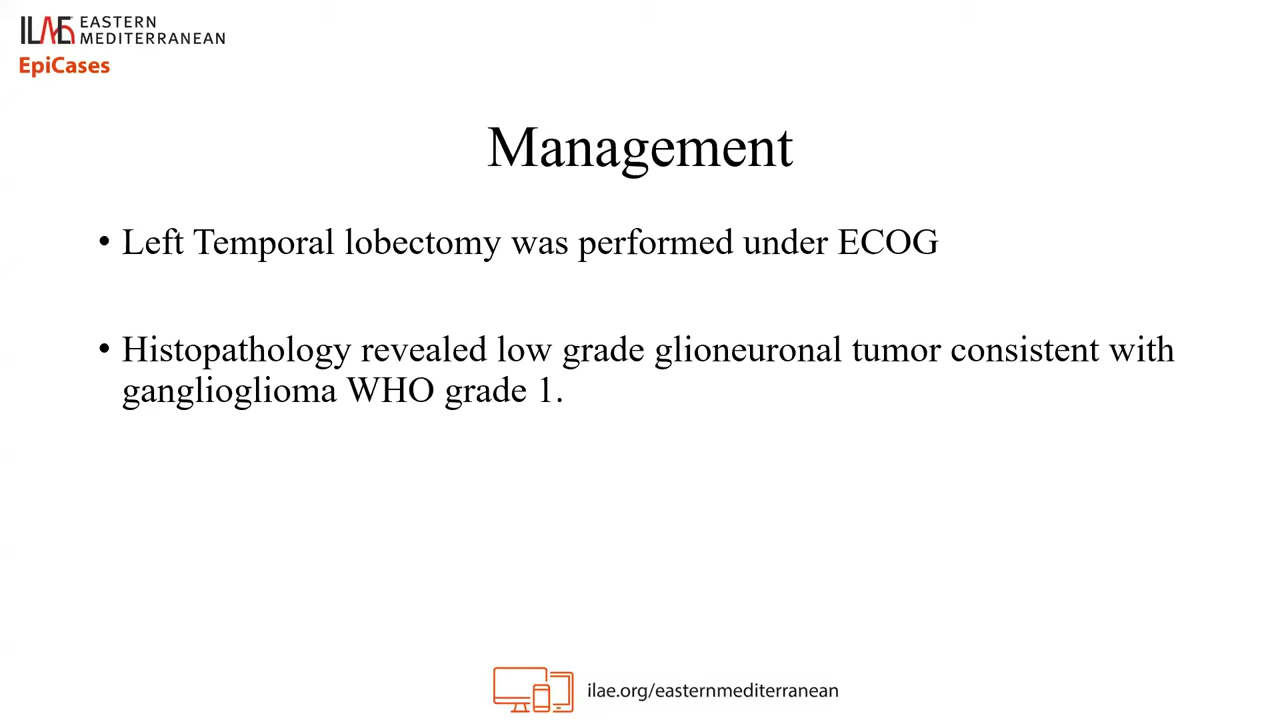 ILAE EASTERN
MEDITERRANEAN
EpiCases
Management
• Left Temporal lobectomy was performed under ECOG
• Histopathology revealed low grade glioneuronal tumor consistent with
ganglioglioma WHO grade 1.
ilae.org/easternmediterranean